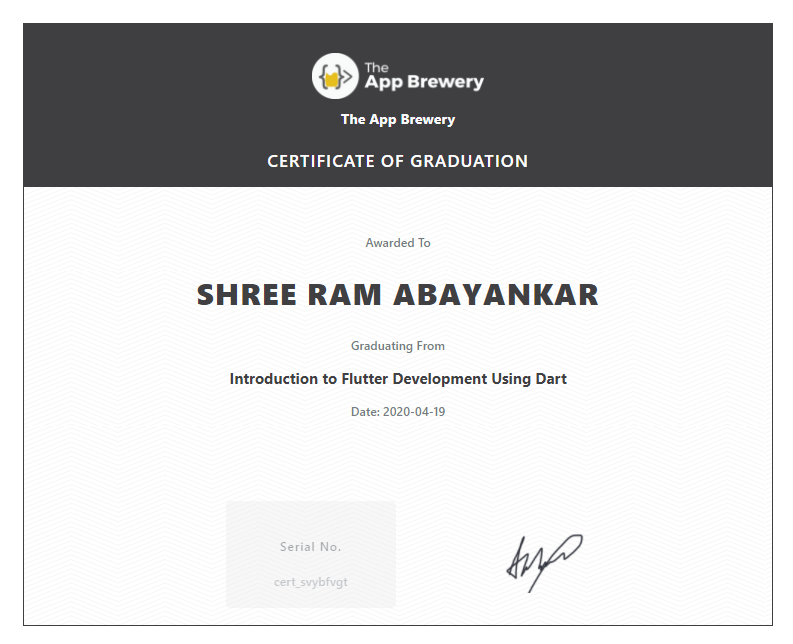 The
App Brewery
The App Brewery
CERTIFICATE OF GRADUATION
Awarded To
SHREE RAM ABAYANKAR
Graduating From
Introduction to Flutter Development Using Dart
Date: 2020-04-19
Serial No.
cert_svybfvgt